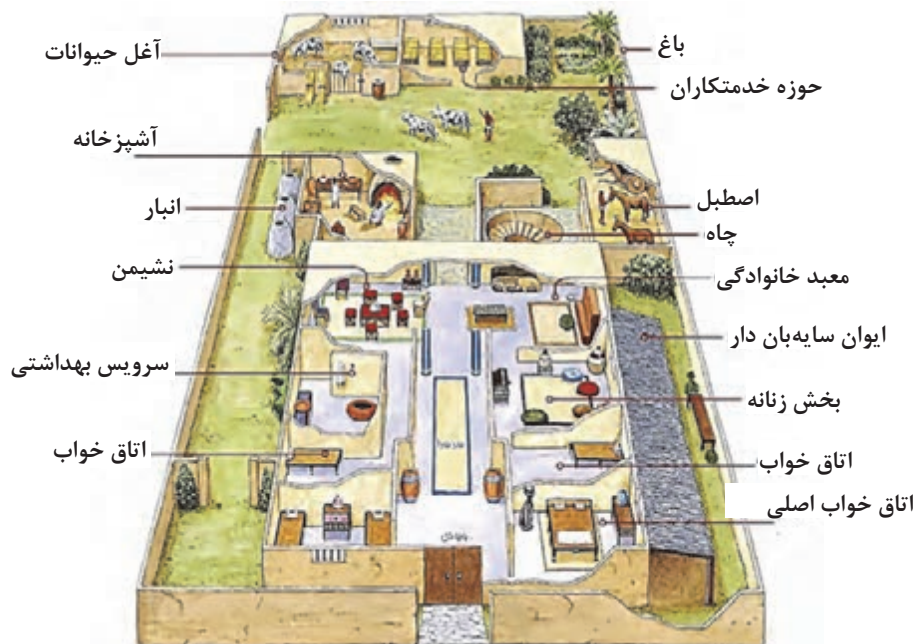 آغل حیوانات
باغ
حوزه خدمتکاران
آشپزخانه
انبار
اصطبل
چاه
نشیمن
معبد خانوادگی
ایوان سایه‌بان دار
سرویس بهداشتی
بخش زنانه
اتاق خواب
اتاق خواب
اتاق خواب اصلی